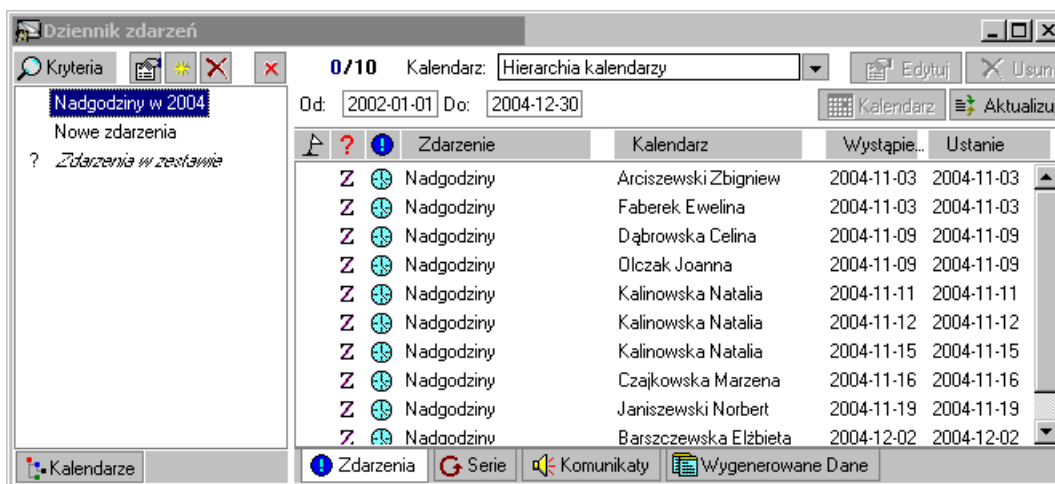 Dziennik zdarzeń
Kryteria 0/10 Kalendarz: Hierarchia kalendarzy Edytuj Usuń
Od: 2002-01-01 Do: 2004-12-30 Kalendarz Aktualizu
Nadgodziny w 2004
Nowe zdarzenia
? Zdarzenia w zestawie
? Zdarzenie Kalendarz Wystąpie... Ustanie
Z Nadgodziny Arciszewski Zbigniew 2004-11-03 2004-11-03
Z Nadgodziny Faberek Ewelina 2004-11-03 2004-11-03
Z Nadgodziny Dąbrowska Celina 2004-11-09 2004-11-09
Z Nadgodziny Olczak Joanna 2004-11-09 2004-11-09
Z Nadgodziny Kalinowska Natalia 2004-11-11 2004-11-11
Z Nadgodziny Kalinowska Natalia 2004-11-12 2004-11-12
Z Nadgodziny Kalinowska Natalia 2004-11-15 2004-11-15
Z Nadgodziny Czajkowska Marzena 2004-11-16 2004-11-16
Z Nadgodziny Janiszewski Norbert 2004-11-19 2004-11-19
Z Nadgodziny Barszczewska Elżbieta 2004-12-02 2004-12-02
Kalendarze Zdarzenia Serie Komunikaty Wygenerowane Dane